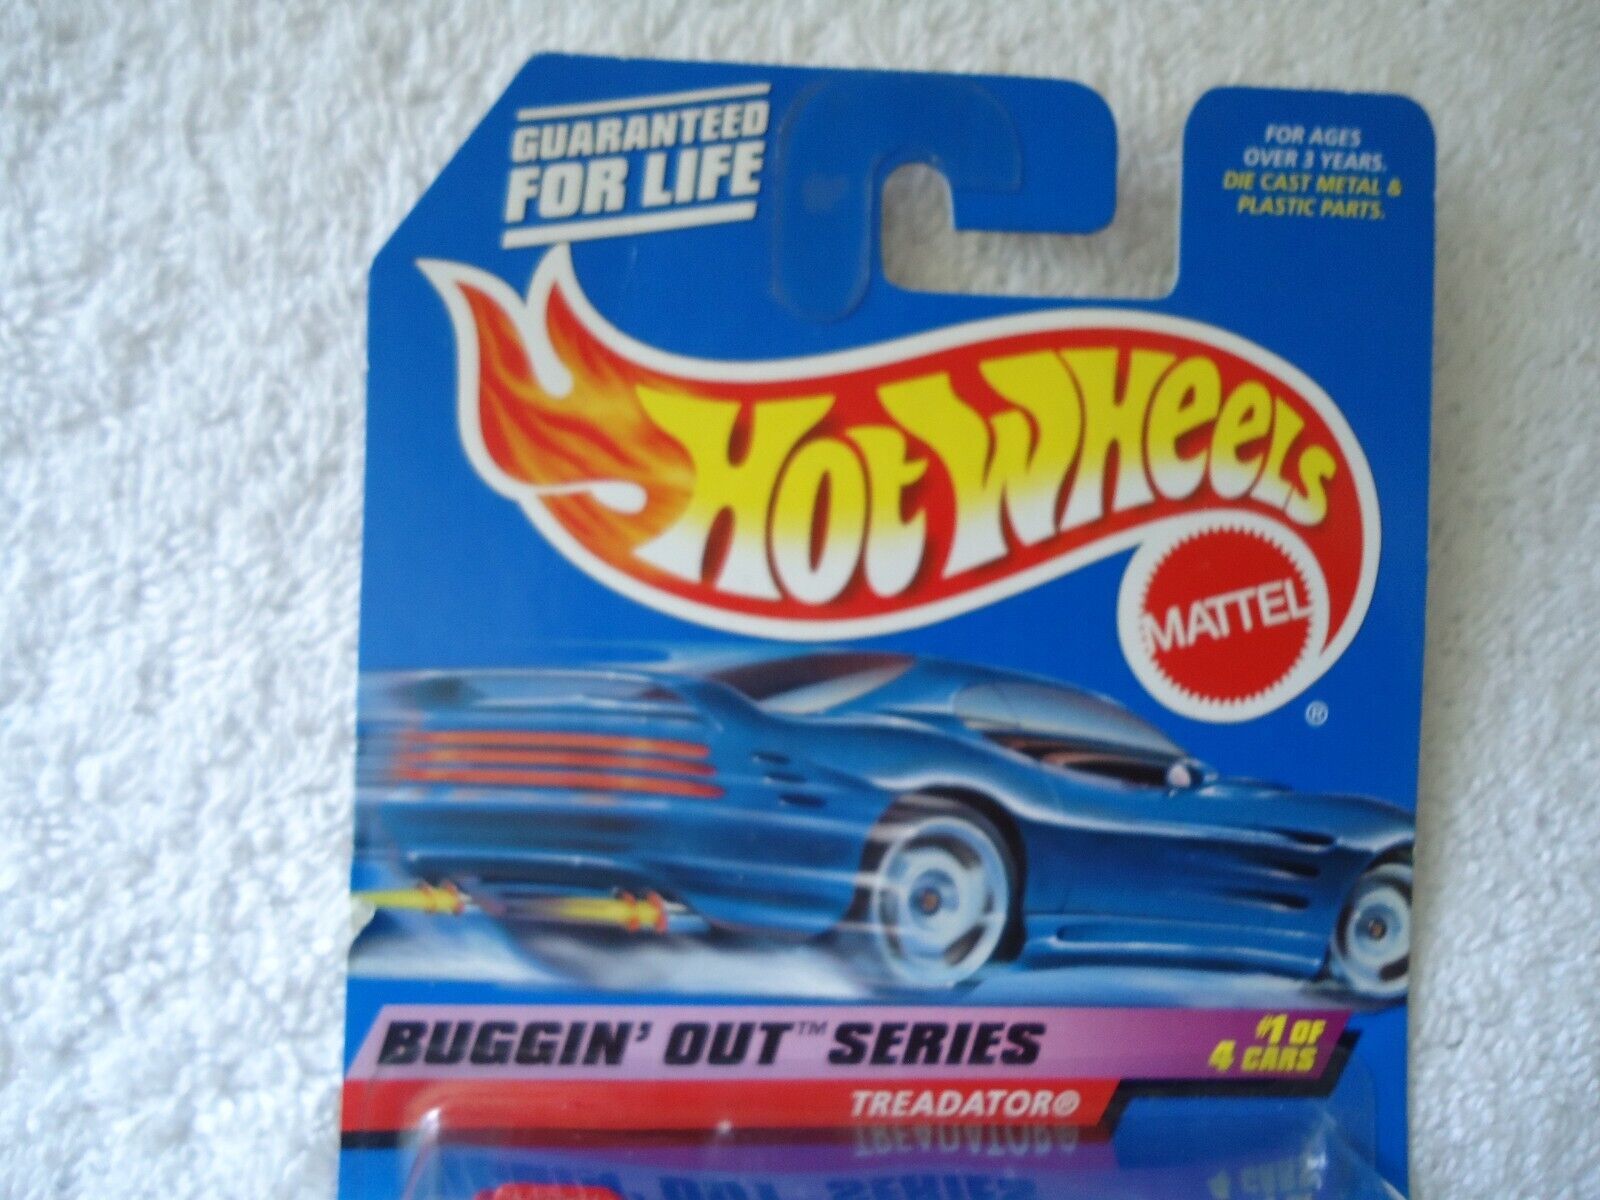 GUARANTEED
FOR LIFE
FOR AGES
OVER 3 YEARS.
DIE CAST METAL &
PLASTIC PARTS.
HOT WHEELS
MATTEL
®
BUGGIN' OUT™ SERIES
#1 OF
4 CARS
TREADATOR®